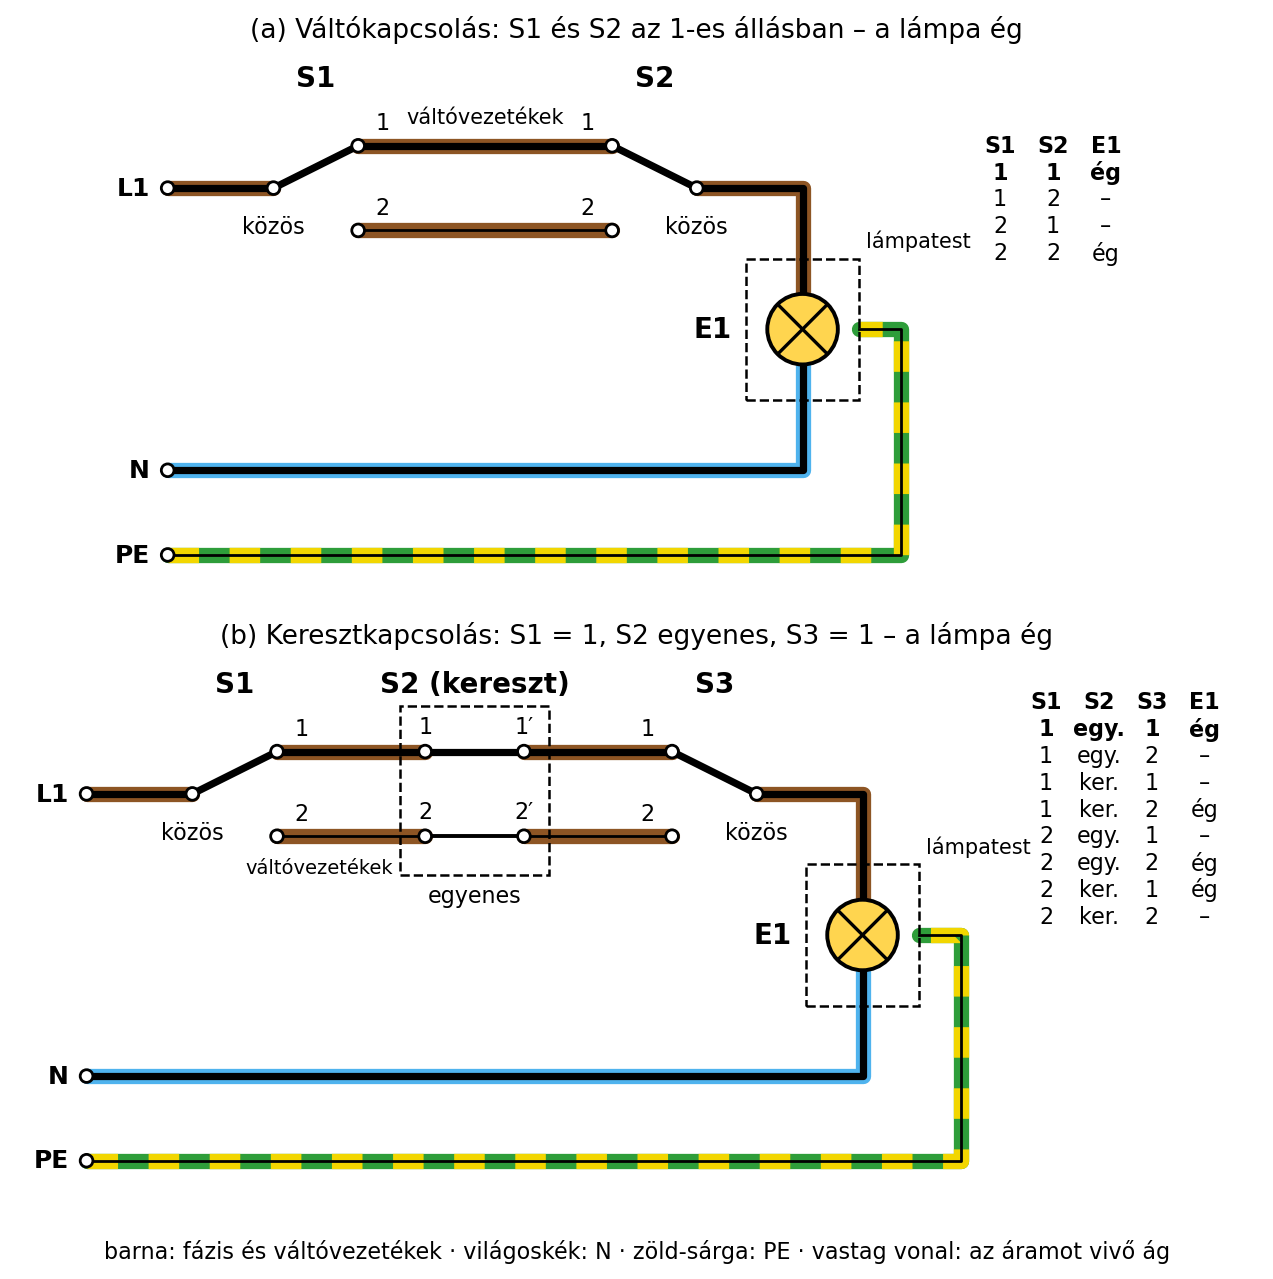 (a) Váltókapcsolás: S1 és S2 az 1-es állásban – a lámpa ég
S1 S2
1 váltóvezetékek 1
L1
közös
2 2
közös
lámpatest
E1
N
PE
S1 S2 E1
1 1 ég
1 2 –
2 1 –
2 2 ég
(b) Keresztkapcsolás: S1 = 1, S2 egyenes, S3 = 1 – a lámpa ég
S1 S2 (kereszt) S3
1 1 1′ 1
L1
közös
2 2 2′ 2
közös
váltóvezetékek
egyenes
lámpatest
E1
N
PE
S1 S2 S3 E1
1 egy. 1 ég
1 egy. 2 –
1 ker. 1 –
1 ker. 2 ég
2 egy. 1 –
2 egy. 2 ég
2 ker. 1 ég
2 ker. 2 –
barna: fázis és váltóvezetékek · világoskék: N · zöld-sárga: PE · vastag vonal: az áramot vivő ág